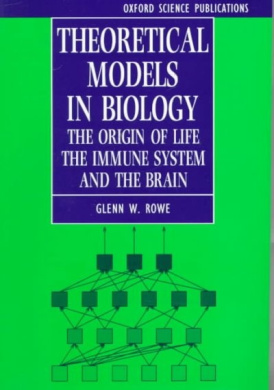 OXFORD SCIENCE PUBLICATIONS
THEORETICAL
MODELS
IN BIOLOGY
THE ORIGIN OF LIFE
THE IMMUNE SYSTEM
AND THE BRAIN
GLENN W. ROWE